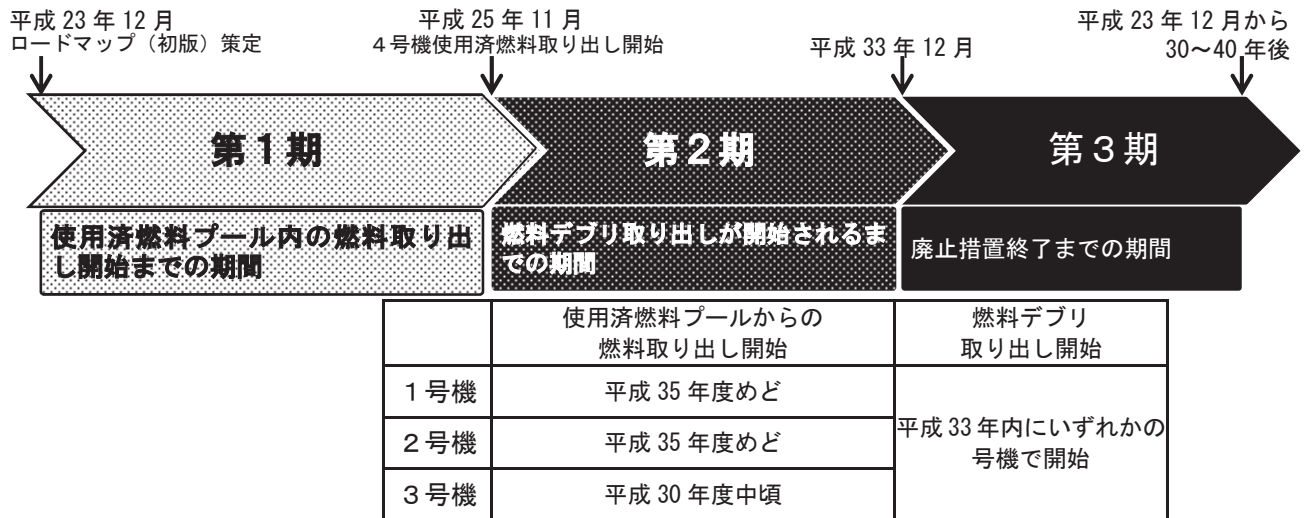 平成 23 年 12 月
ロードマップ（初版）策定
平成 25 年 11 月
４号機使用済燃料取り出し開始
平成 33 年 12 月
平成 23 年 12 月から
30～40 年後
第１期
第２期
第３期
使用済燃料プール内の燃料取り出
し開始までの期間
燃料デブリ取り出しが開始されるま
での期間
廃止措置終了までの期間
使用済燃料プールからの
燃料取り出し開始
燃料デブリ
取り出し開始
１号機
平成 35 年度めど
２号機
平成 35 年度めど
３号機
平成 30 年度中頃
平成 33 年内にいずれかの
号機で開始